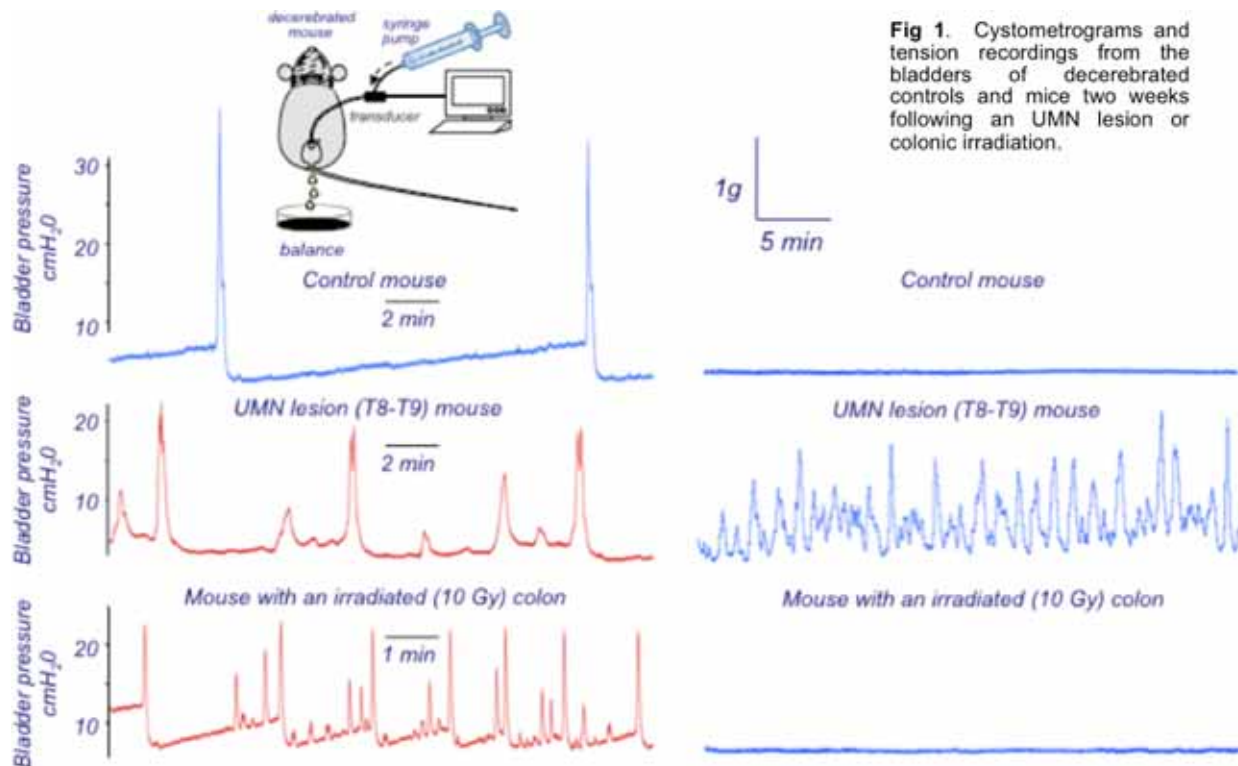 decerebrated
mouse
syringe
pump
transducer
balance
Fig 1. Cystometrograms and
tension recordings from the
bladders of decerebrated
controls and mice two weeks
following an UMN lesion or
colonic irradiation.
Bladder pressure
cmH20
30
20
10
Control mouse
2 min
1g
5 min
Control mouse
Bladder pressure
cmH20
20
10
UMN lesion (T8-T9) mouse
2 min
UMN lesion (T8-T9) mouse
Bladder pressure
cmH20
20
10
Mouse with an irradiated (10 Gy) colon
1 min
Mouse with an irradiated (10 Gy) colon